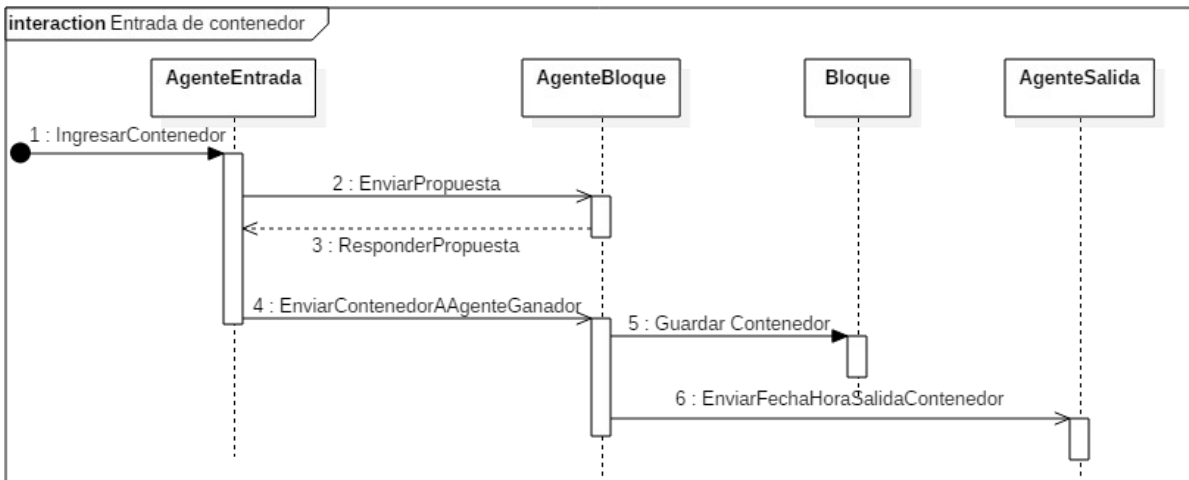 interaction Entrada de contenedor
AgenteEntrada
AgenteBloque
Bloque
AgenteSalida
1 : IngresarContenedor
2 : EnviarPropuesta
3 : ResponderPropuesta
4 : EnviarContenedorAAgenteGanador
5 : Guardar Contenedor
6 : EnviarFechaHoraSalidaContenedor